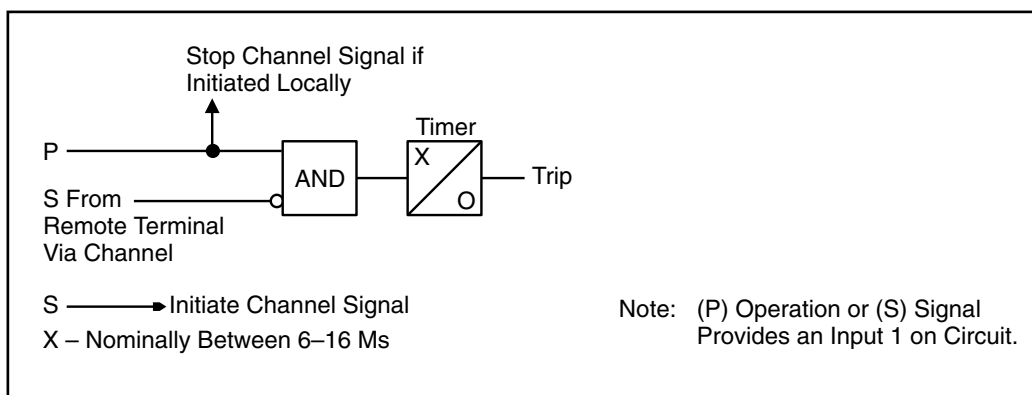 Stop Channel Signal if
Initiated Locally
Timer
P
X
AND
Trip
O
S From
Remote Terminal
Via Channel
S Initiate Channel Signal
X – Nominally Between 6–16 Ms
Note: (P) Operation or (S) Signal
Provides an Input 1 on Circuit.